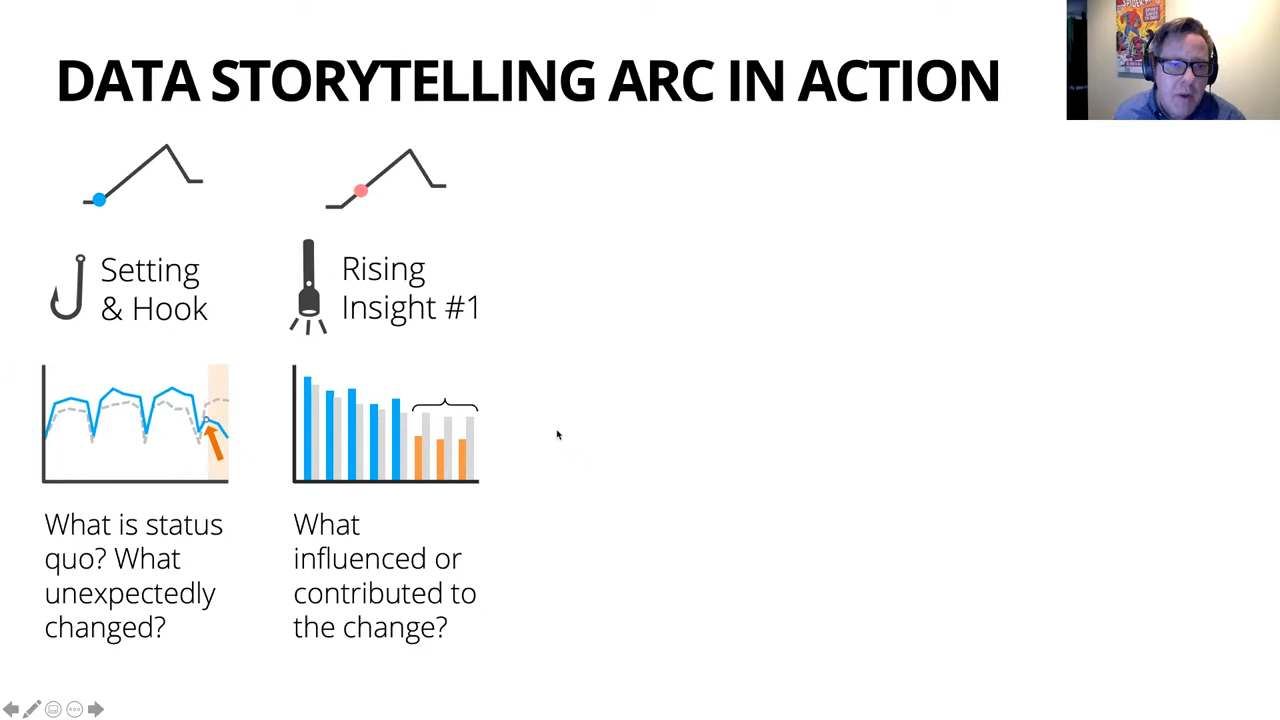 DATA STORYTELLING ARC IN ACTION
Setting
& Hook
Rising
Insight #1
What is status
quo? What
unexpectedly
changed?
What
influenced or
contributed to
the change?